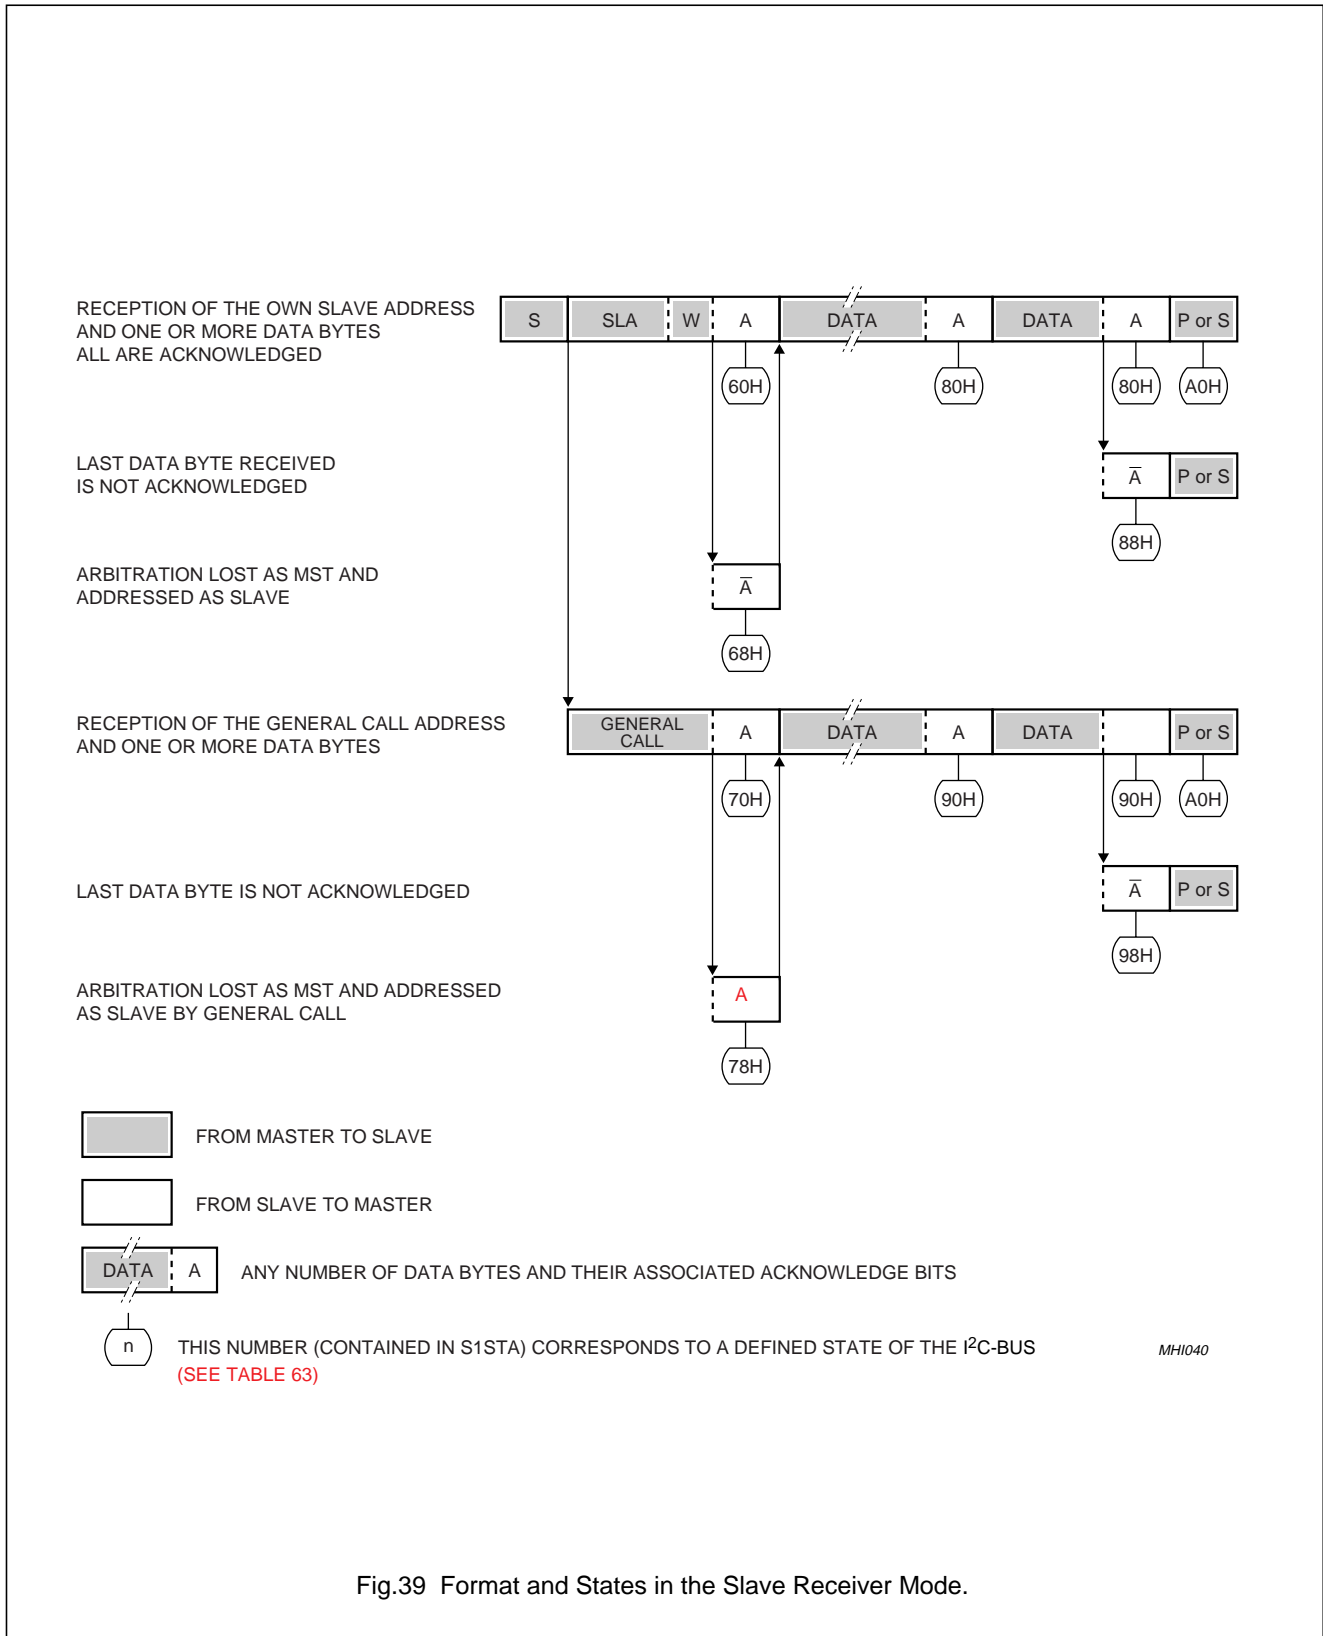 RECEPTION OF THE OWN SLAVE ADDRESS
AND ONE OR MORE DATA BYTES
ALL ARE ACKNOWLEDGED
S SLA W A DATA A DATA A P or S
60H 80H 80H A0H
LAST DATA BYTE RECEIVED
IS NOT ACKNOWLEDGED
A̅ P or S
88H
ARBITRATION LOST AS MST AND
ADDRESSED AS SLAVE
A̅
68H
RECEPTION OF THE GENERAL CALL ADDRESS
AND ONE OR MORE DATA BYTES
GENERAL
CALL
A DATA A DATA P or S
70H 90H 90H A0H
LAST DATA BYTE IS NOT ACKNOWLEDGED
A̅ P or S
98H
ARBITRATION LOST AS MST AND ADDRESSED
AS SLAVE BY GENERAL CALL
A
78H
FROM MASTER TO SLAVE
FROM SLAVE TO MASTER
DATA A ANY NUMBER OF DATA BYTES AND THEIR ASSOCIATED ACKNOWLEDGE BITS
n THIS NUMBER (CONTAINED IN S1STA) CORRESPONDS TO A DEFINED STATE OF THE I²C-BUS
(SEE TABLE 63)
MHI040
Fig.39 Format and States in the Slave Receiver Mode.